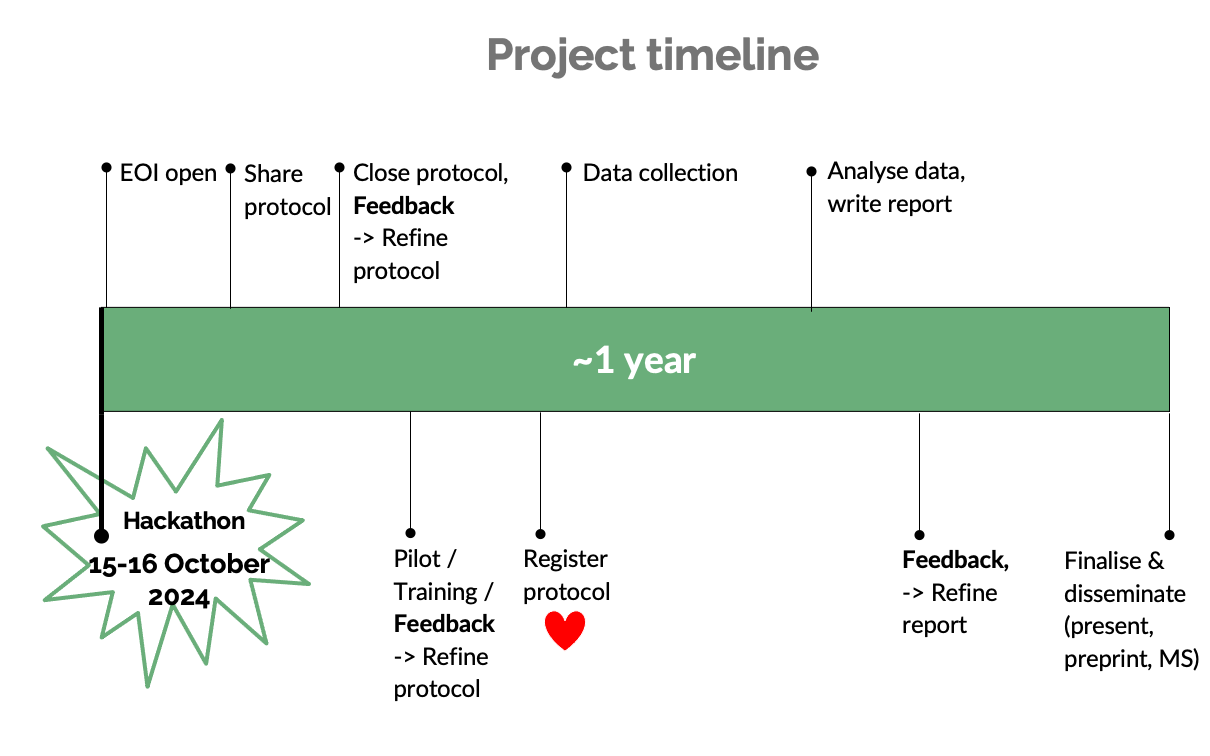 Project timeline
EOI open
Share
protocol
Close protocol,
Feedback
-> Refine
protocol
Data collection
Analyse data,
write report
~1 year
Hackathon
15-16 October
2024
Pilot /
Training /
Feedback
-> Refine
protocol
Register
protocol
Feedback,
-> Refine
report
Finalise &
disseminate
(present,
preprint, MS)